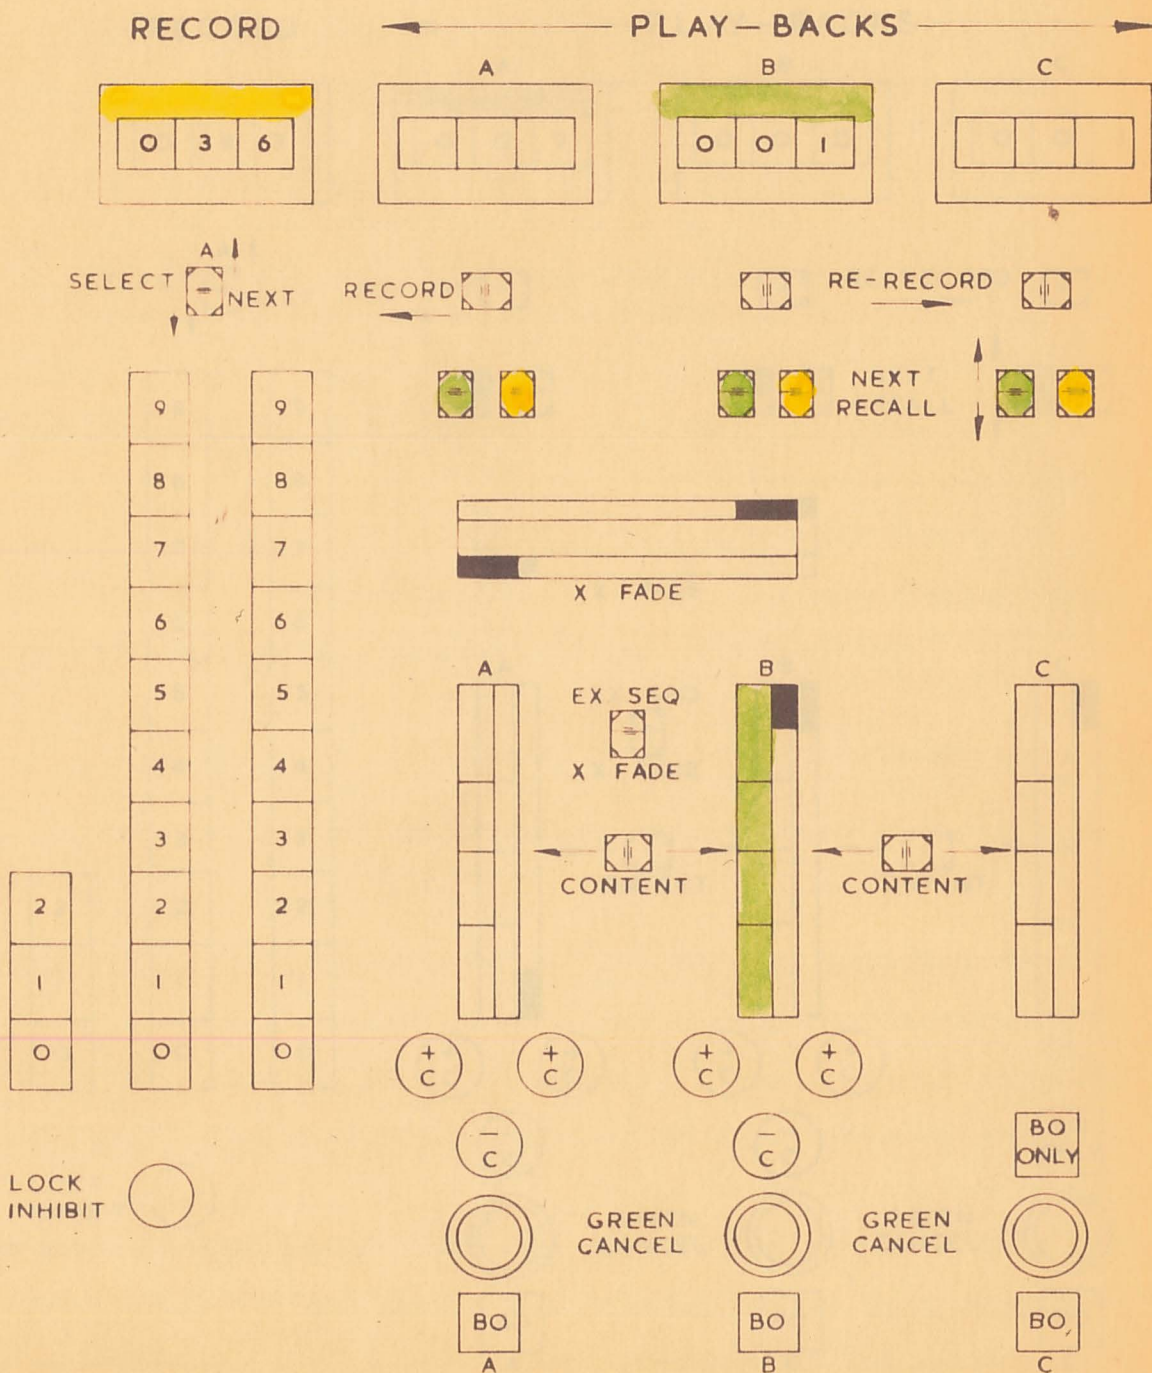 RECORD PLAY-BACKS
A B C
0 3 6 0 0 1
A
SELECT NEXT RECORD RE-RECORD
NEXT
RECALL
9 9
8 8
7 7
X FADE
6 6
A B C
5 5 EX SEQ
4 4 X FADE
3 3
CONTENT CONTENT
2 2 2
1 1 1
0 0 0
+ C + C + C + C
- C - C BO ONLY
LOCK
INHIBIT
GREEN CANCEL GREEN CANCEL
BO BO BO
A B C